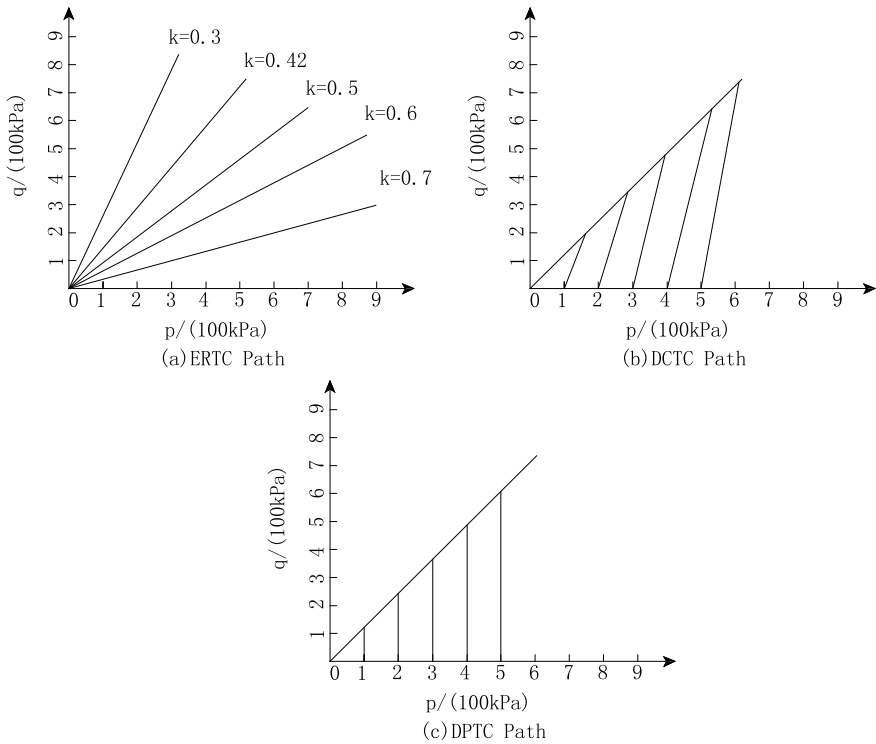 k=0.3
k=0.42
k=0.5
k=0.6
k=0.7
9
8
7
6
5
4
3
2
1
q/(100kPa)
0 1 2 3 4 5 6 7 8 9
p/(100kPa)
(a)ERTC Path
9
8
7
6
5
4
3
2
1
q/(100kPa)
0 1 2 3 4 5 6 7 8 9
p/(100kPa)
(b)DCTC Path
9
8
7
6
5
4
3
2
1
q/(100kPa)
0 1 2 3 4 5 6 7 8 9
p/(100kPa)
(c)DPTC Path